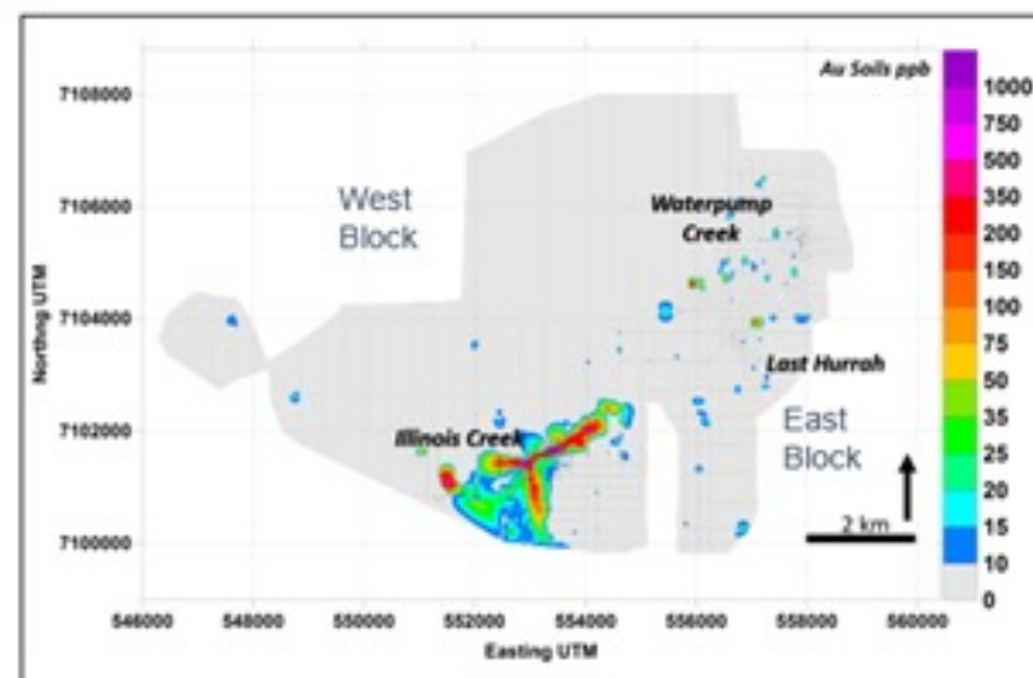 Au Soils ppb
7108000
7106000
7104000
7102000
7100000
Northng UTM
West
Block
Waterpump
Creek
Last Hurrah
Illinois Creek
East
Block
2 km
1000
750
500
350
200
150
100
75
50
35
25
20
15
10
0
546000
548000
550000
552000
554000
556000
558000
560000
Easting UTM